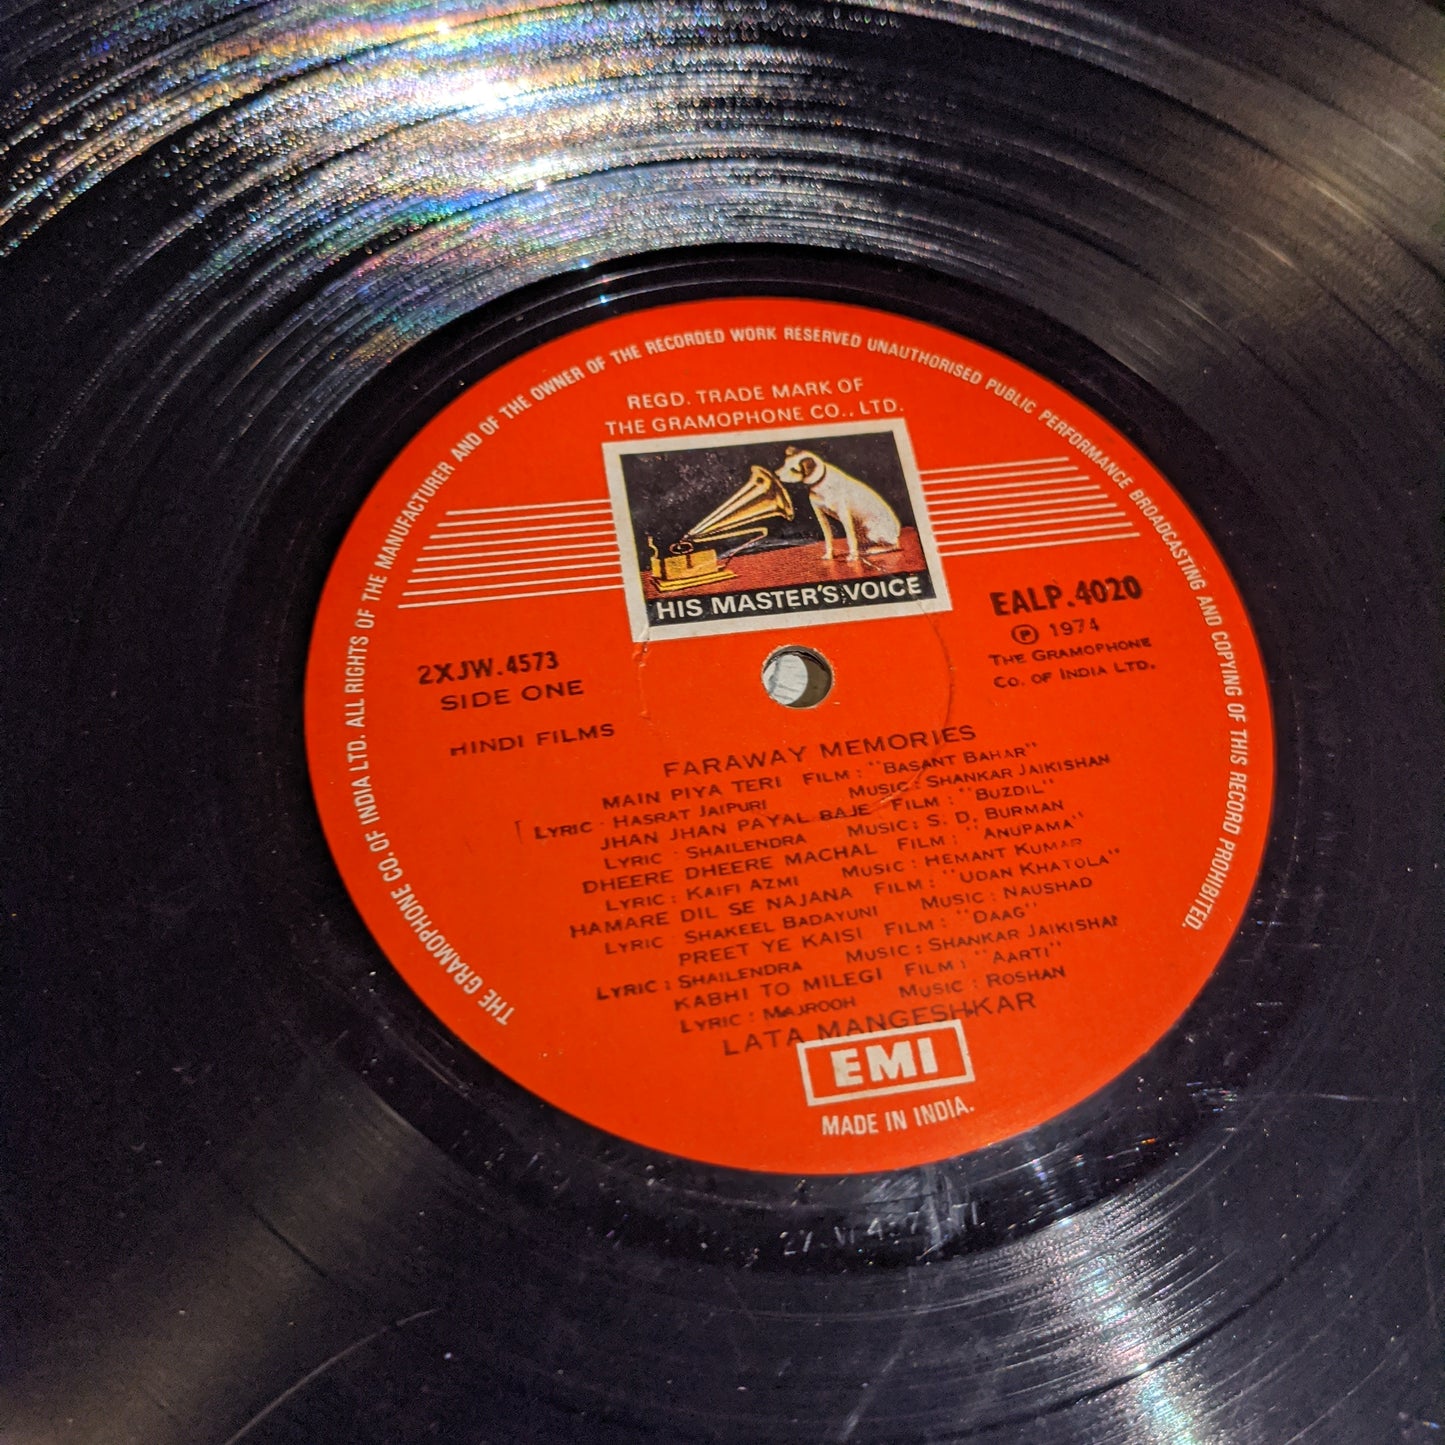 THE GRAMOPHONE CO. OF INDIA LTD. ALL RIGHTS OF THE MANUFACTURER AND OF THE OWNER OF THE RECORDED WORK RESERVED UNAUTHORISED PUBLIC PERFORMANCE BROADCASTING AND COPYING OF THIS RECORD PROHIBITED.
REGD. TRADE MARK OF
THE GRAMOPHONE CO., LTD.
HIS MASTER'S VOICE
2XJW.4573
SIDE ONE
HINDI FILMS
EALP.4020
Ⓟ 1974
THE GRAMOPHONE
CO. OF INDIA LTD.
FARAWAY MEMORIES
MAIN PIYA TERI FILM : "BASANT BAHAR"
LYRIC : HASRAT JAIPURI MUSIC : SHANKAR JAIKISHAN
JHAN JHAN PAYAL BAJE FILM : "BUZDIL"
LYRIC : SHAILENDRA MUSIC : S. D. BURMAN
DHEERE DHEERE MACHAL FILM : "ANUPAMA"
LYRIC : KAIFI AZMI MUSIC : HEMANT KUMAR
HAMARE DIL SE NAJANA FILM : "UDAN KHATOLA"
LYRIC : SHAKEEL BADAYUNI MUSIC : NAUSHAD
PREET YE KAISI FILM : "DAAG"
LYRIC : SHAILENDRA MUSIC : SHANKAR JAIKISHAN
KABHI TO MILEGI FILM : "AARTI"
LYRIC : MAJROOH MUSIC : ROSHAN
LATA MANGESHKAR
EMI
MADE IN INDIA.